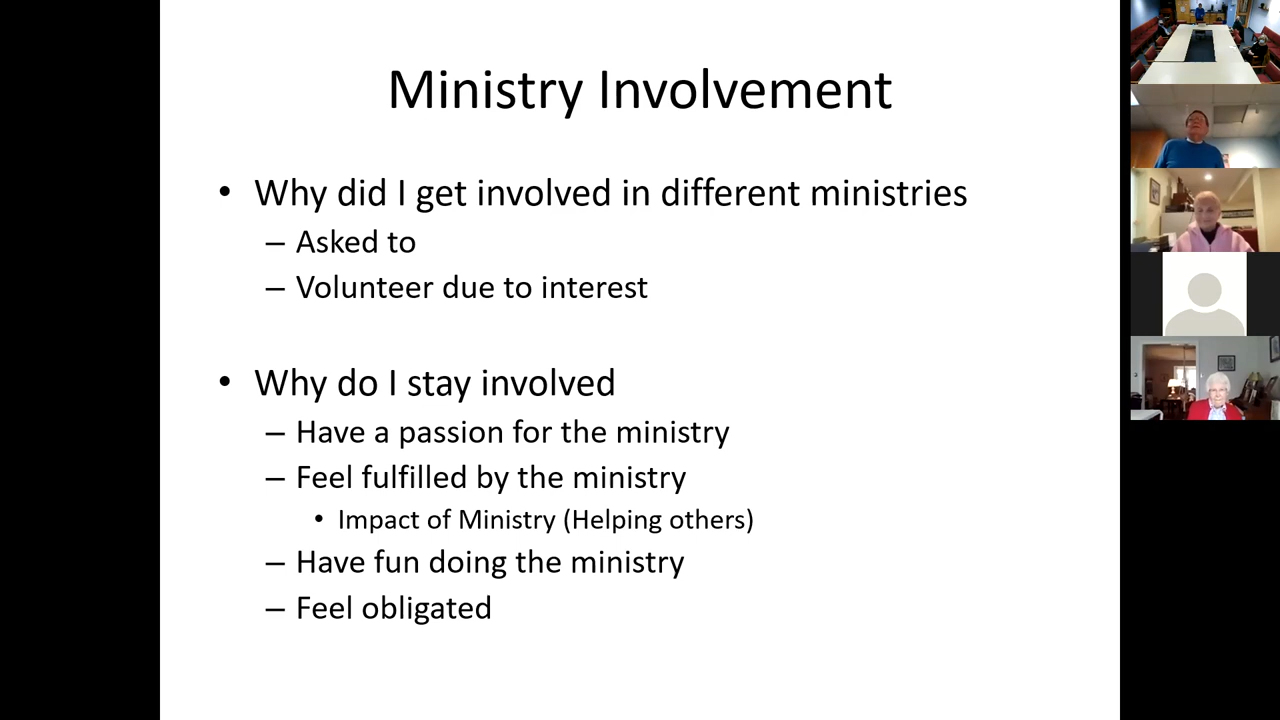 Ministry Involvement
• Why did I get involved in different ministries
– Asked to
– Volunteer due to interest
• Why do I stay involved
– Have a passion for the ministry
– Feel fulfilled by the ministry
• Impact of Ministry (Helping others)
– Have fun doing the ministry
– Feel obligated